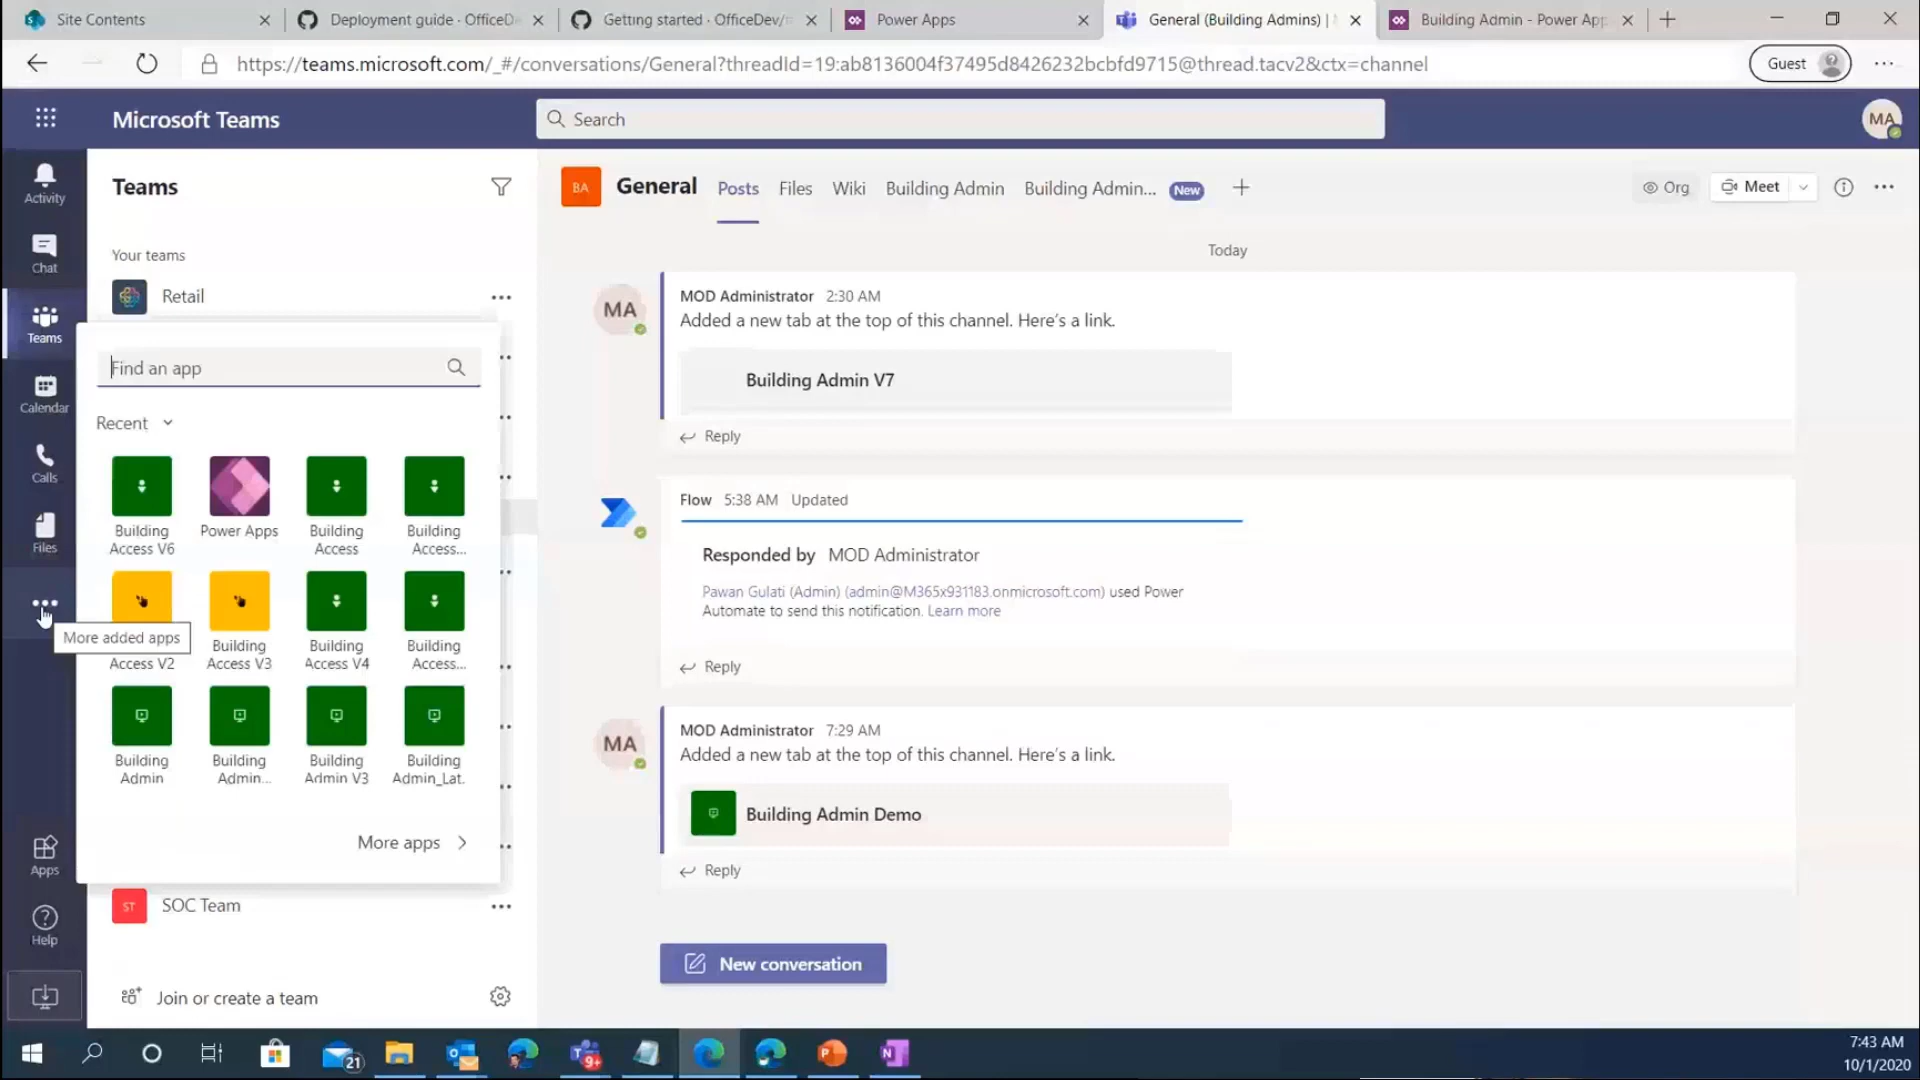 Site Contents
Deployment guide · OfficeDe
Getting started · OfficeDev/m
Power Apps
General (Building Admins) |
Building Admin - Power App
https://teams.microsoft.com/_#/conversations/General?threadId=19:ab8136004f37495d8426232bcbfd9715@thread.tacv2&ctx=channel
Guest
Microsoft Teams
Search
MA
Activity
Chat
Teams
Calendar
Calls
Files
Apps
Help
Teams
Your teams
Retail
Find an app
Recent
Building Access V6
Power Apps
Building Access
Building Access...
Access V2
Building Access V3
Building Access V4
Building Access...
More added apps
Building Admin
Building Admin...
Building Admin V3
Building Admin_Lat.
More apps
ST
SOC Team
Join or create a team
BA
General
Posts
Files
Wiki
Building Admin
Building Admin...
New
Org
Meet
Today
MA
MOD Administrator 2:30 AM
Added a new tab at the top of this channel. Here's a link.
Building Admin V7
Reply
Flow 5:38 AM Updated
Responded by MOD Administrator
Pawan Gulati (Admin) (admin@M365x931183.onmicrosoft.com) used Power
Automate to send this notification. Learn more
Reply
MA
MOD Administrator 7:29 AM
Added a new tab at the top of this channel. Here's a link.
Building Admin Demo
Reply
New conversation
21
9+
7:43 AM
10/1/2020